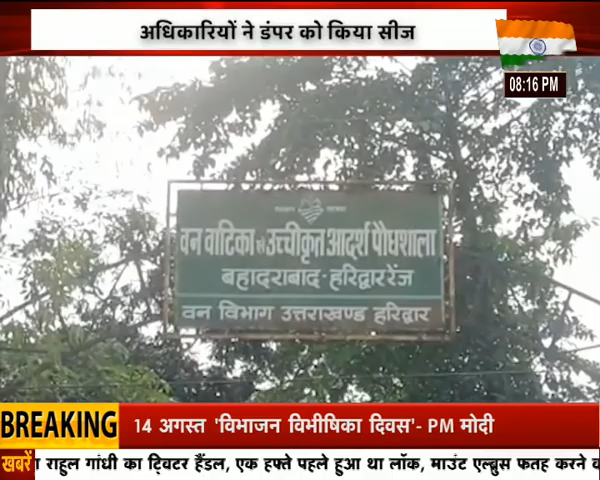 अधिकारियों ने डंपर को किया सीज
08:16 PM
वन वाटिका उच्चीकृत आदर्श पौधशाला
बहादराबाद-हरिद्वार रेंज
वन विभाग उत्तराखण्ड हरिद्वार
BREAKING
14 अगस्त 'विभाजन विभीषिका दिवस'- PM मोदी
खबरें
राहुल गांधी का ट्विटर हैंडल, एक हफ्ते पहले हुआ था लॉक, माउंट एल्ब्रुस फतह करने